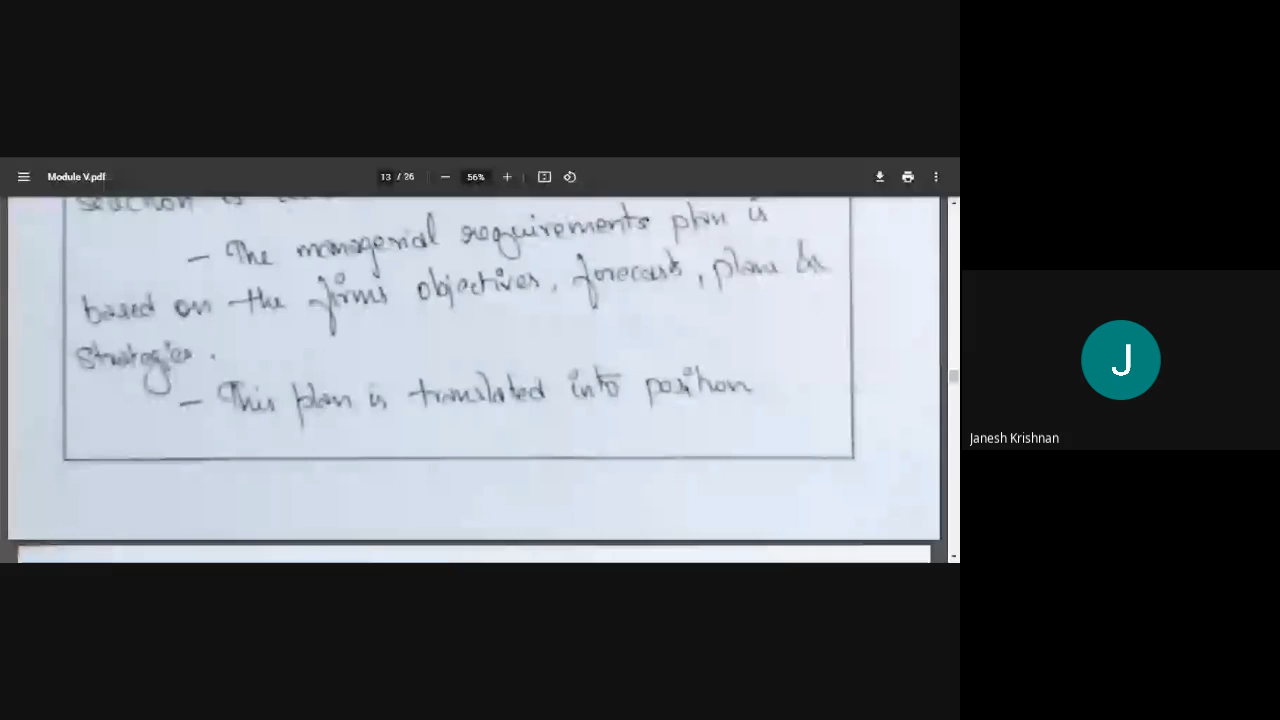 Module V.pdf
13 / 26
56%
is
- The managerial requirements plan is
based on the firms objectives, forecasts, plans &
strategies.
- This plan is translated into position
J
Janesh Krishnan